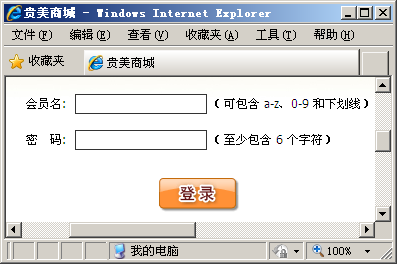 贵美商城 - Windows Internet Explorer
文件(F) 编辑(E) 查看(V) 收藏夹(A) 工具(T) 帮助(H)
收藏夹 贵美商城
会员名: （可包含 a-z、0-9 和下划线）
密 码: （至少包含 6 个字符）
登 录
我的电脑 100%